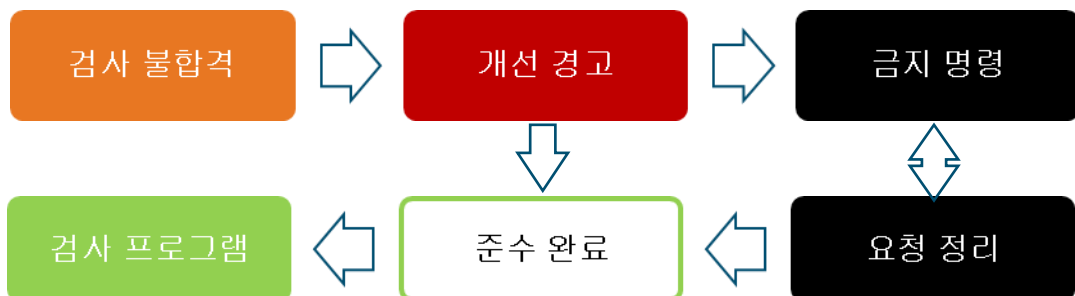 검사 불합격
개선 경고
금지 명령
검사 프로그램
준수 완료
요청 정리